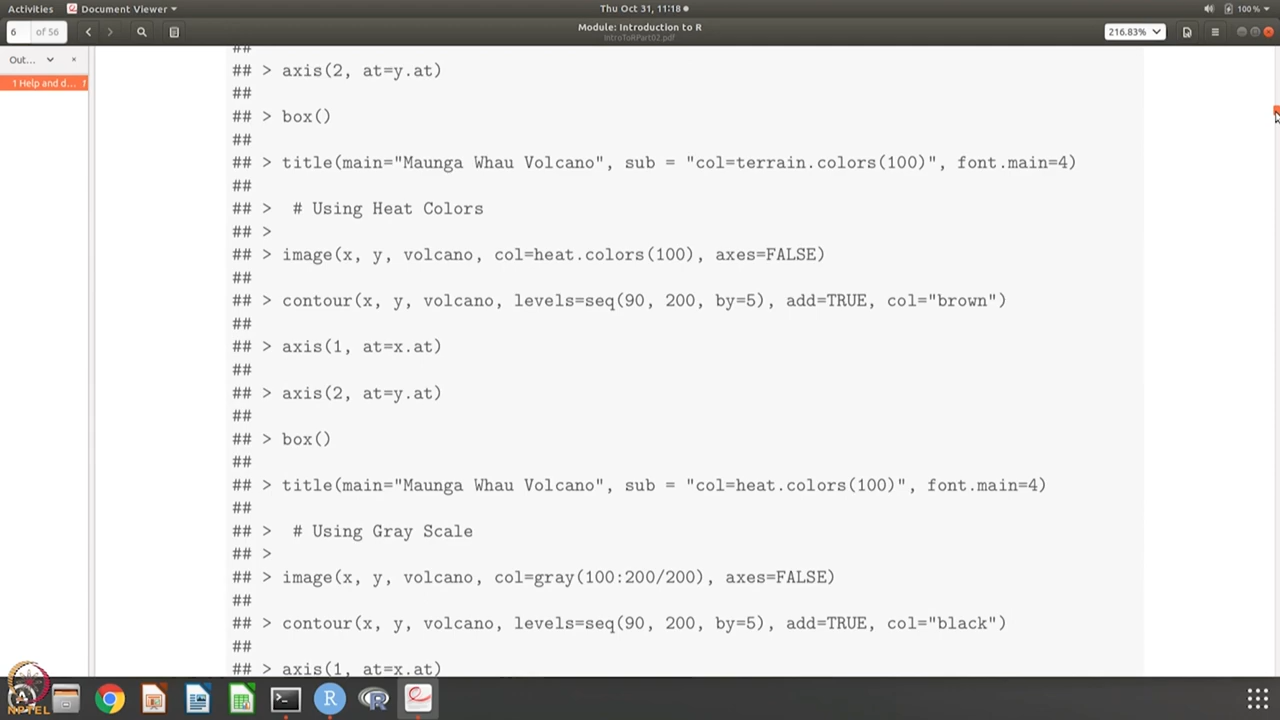 Activities Document Viewer Thu Oct 31, 11:18 100 %
6 of 56 Module: Introduction to R 216.83%
IntroToRPart02.pdf
Out...
1 Help and d... 1
##
## > axis(2, at=y.at)
##
## > box()
##
## > title(main="Maunga Whau Volcano", sub = "col=terrain.colors(100)", font.main=4)
##
## >  # Using Heat Colors
## >
## > image(x, y, volcano, col=heat.colors(100), axes=FALSE)
##
## > contour(x, y, volcano, levels=seq(90, 200, by=5), add=TRUE, col="brown")
##
## > axis(1, at=x.at)
##
## > axis(2, at=y.at)
##
## > box()
##
## > title(main="Maunga Whau Volcano", sub = "col=heat.colors(100)", font.main=4)
##
## >  # Using Gray Scale
## >
## > image(x, y, volcano, col=gray(100:200/200), axes=FALSE)
##
## > contour(x, y, volcano, levels=seq(90, 200, by=5), add=TRUE, col="black")
##
## > axis(1, at=x.at)
NPTEL